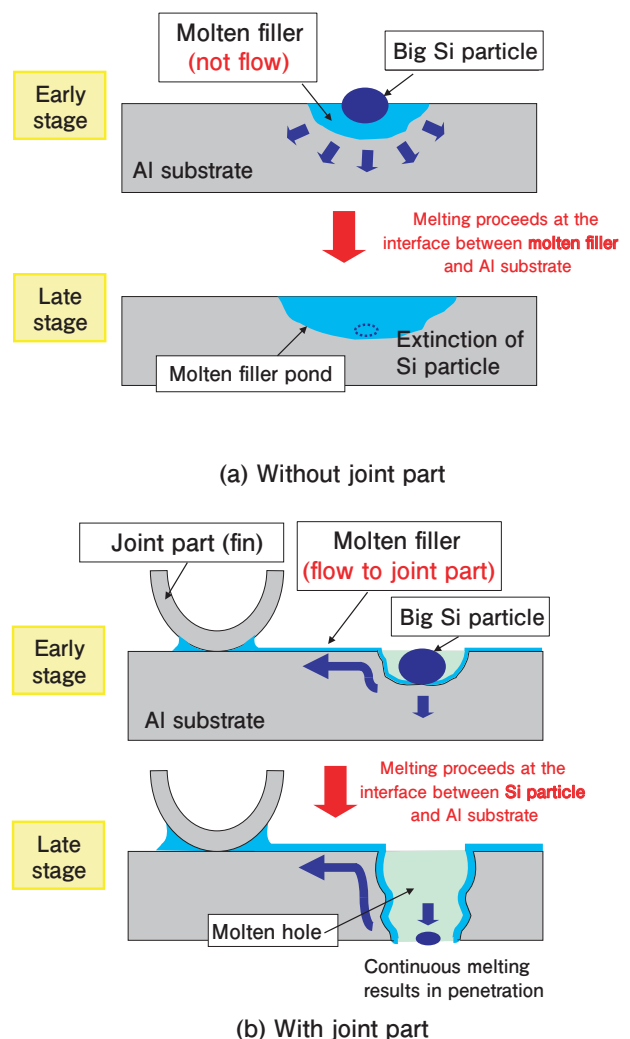 Molten filler
(not flow)
Big Si particle
Early
stage
Al substrate
Melting proceeds at the
interface between molten filler
and Al substrate
Late
stage
Extinction of
Si particle
Molten filler pond
(a) Without joint part
Joint part (fin)
Molten filler
(flow to joint part)
Big Si particle
Early
stage
Al substrate
Melting proceeds at the
interface between Si particle
and Al substrate
Late
stage
Molten hole
Continuous melting
results in penetration
(b) With joint part